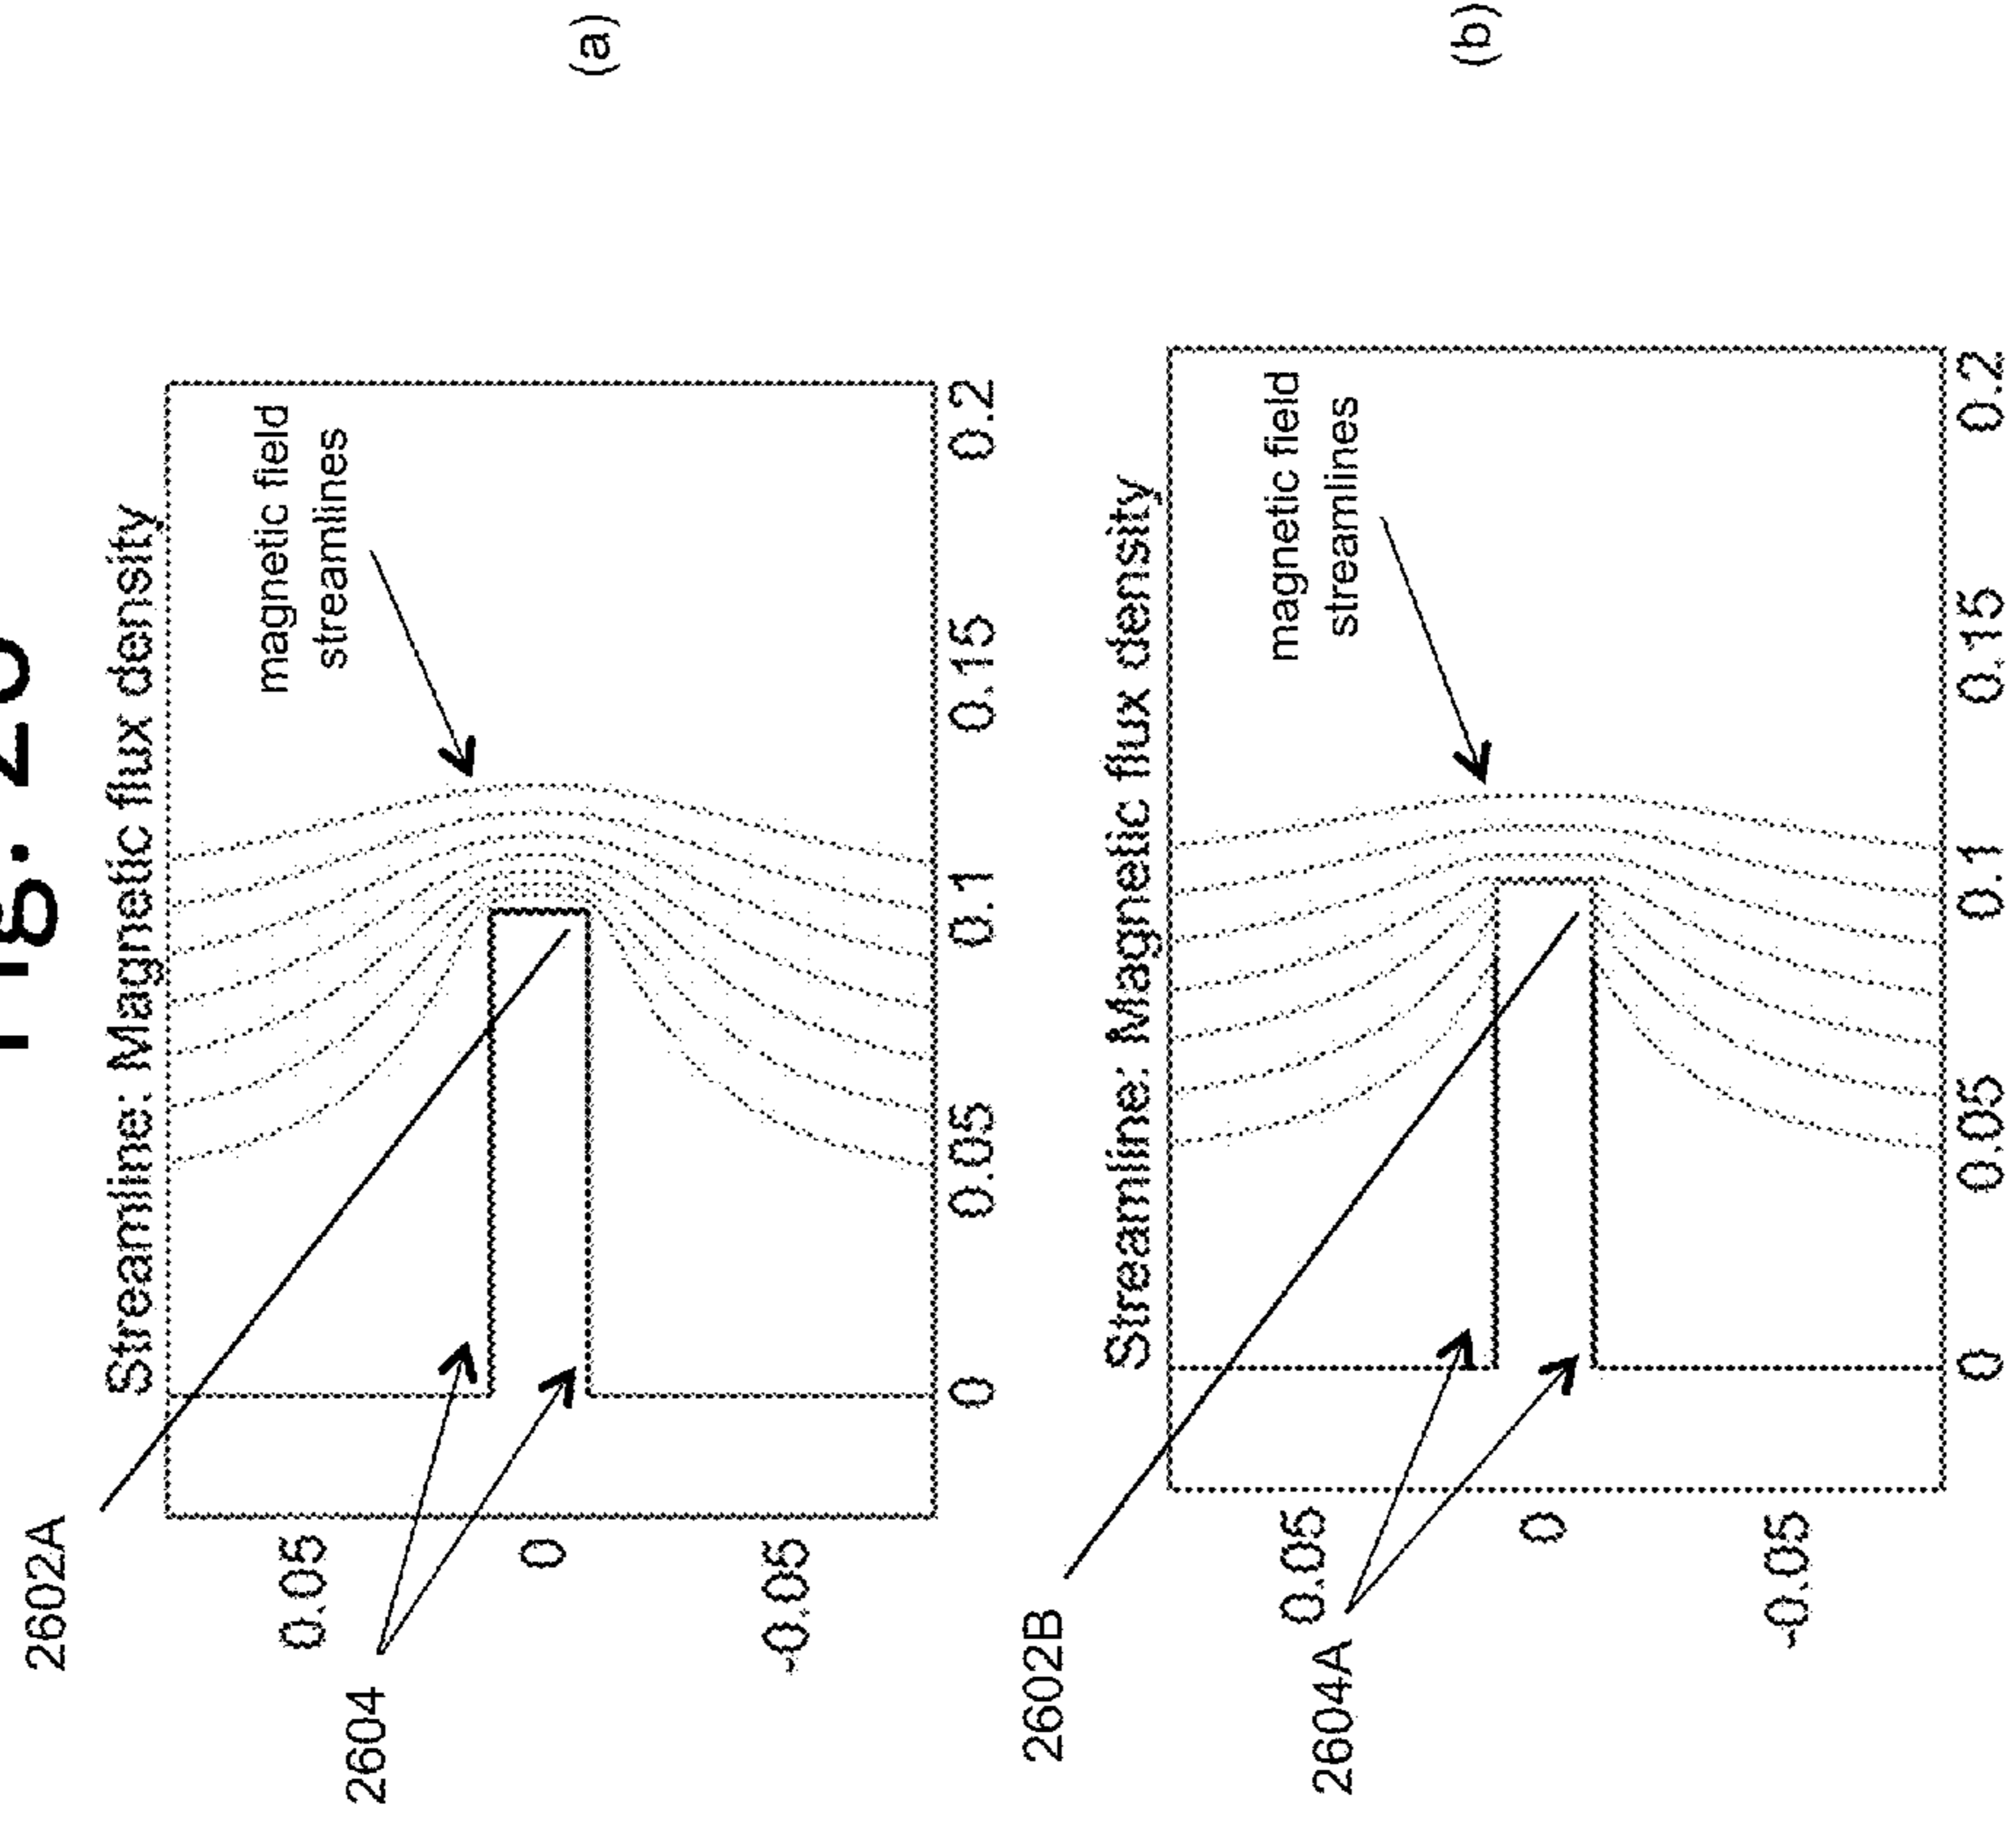 Streamline: Magnetic flux density
2602A
2604
magnetic field
streamlines
0.05
0
-0.05
0
0.05
0.1
0.15
0.2
(a)
Streamline: Magnetic flux density
2602B
2604A
magnetic field
streamlines
0.05
0
-0.05
0
0.05
0.1
0.15
0.2
(b)